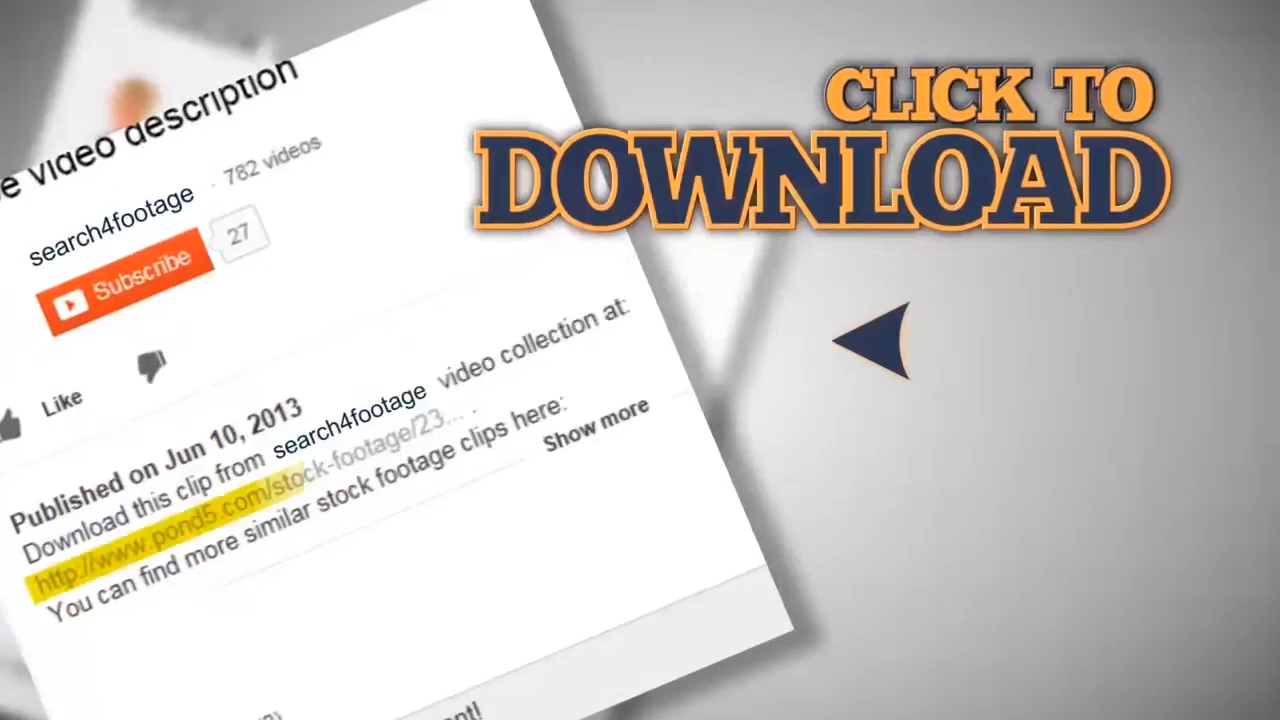 CLICK TO
DOWNLOAD
e video description
search4footage · 782 videos
Subscribe 27
Like
Published on Jun 10, 2013
Download this clip from search4footage video collection at:
http://www.pond5.com/stock-footage/23... .
You can find more similar stock footage clips here:
Show more